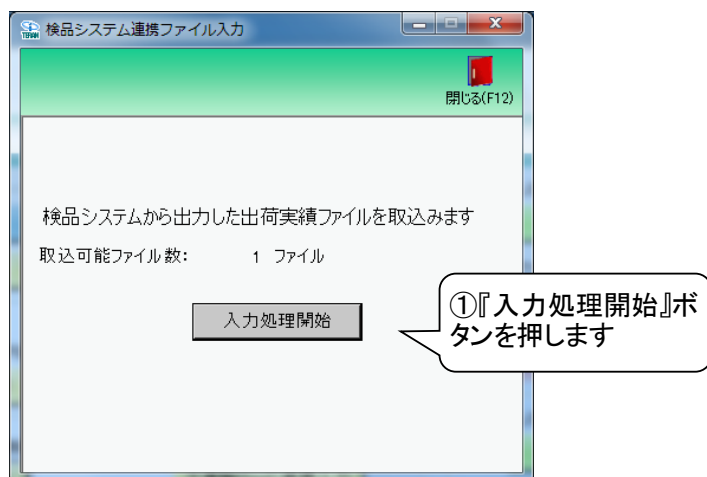 検品システム連携ファイル入力
閉じる(F12)
検品システムから出力した出荷実績ファイルを取込みます
取込可能ファイル数: 1 ファイル
入力処理開始
①『入力処理開始』ボ
タンを押します